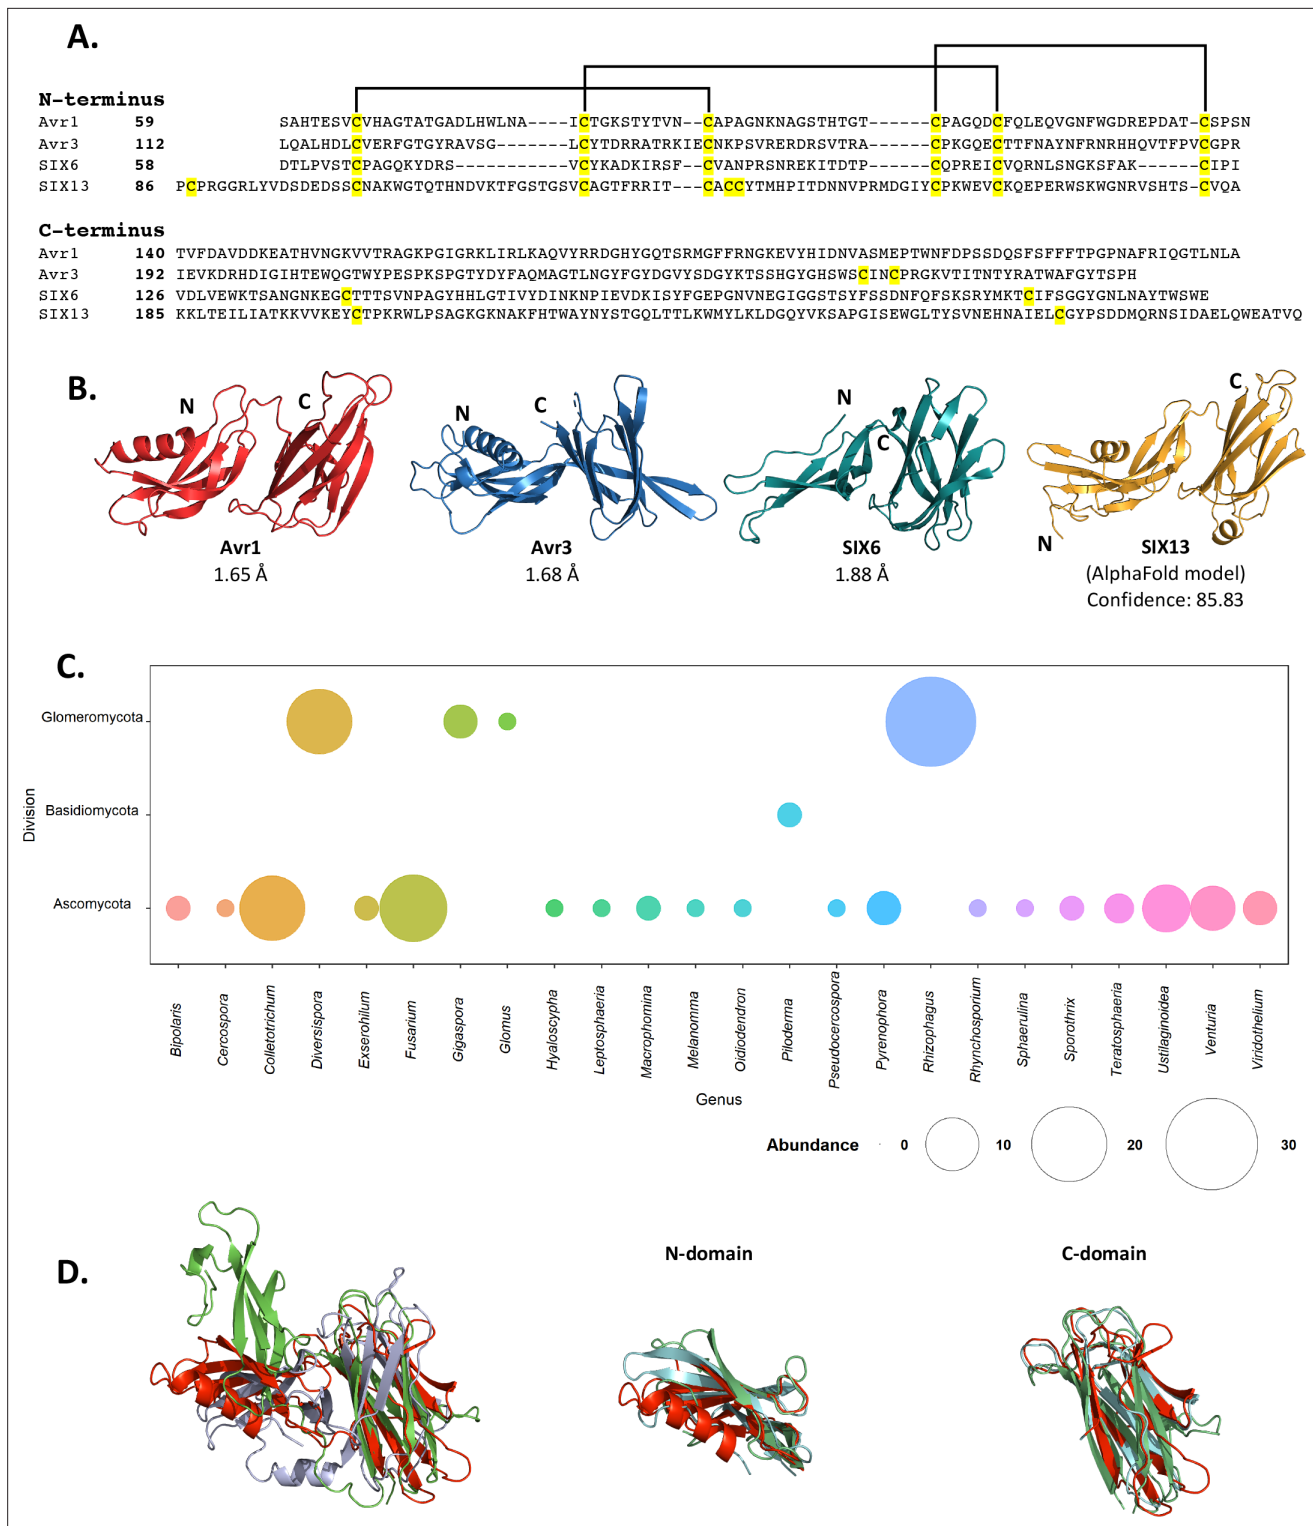 A.
N-terminus
Avr1 59 SAHTESVCVHAGTATGADLHWLNA----ICTGKSTYTVN--CAPAGNKNAGSTHTGT------CPAGQDCFQLEQVGNFWGDREPDAT-CSPSN
Avr3 112 LQALHDLCVERFGTGYRAVSG-------LCYTDRRATRKIECNKPSVRERDRSVTRA------CPKGQECTTFNAYNFRNRHHQVTFPVCGPR
SIX6 58 DTLPVSTCPAGQKYDRS-----------VCYKADKIRSF--CVANPRSNREKITDTP------CQPREICVQRNLSNGKSFAK------CIPI
SIX13 86 PCPRGGRLYVDSDEDSSCNAKWGTQTHNDVKTFGSTGSVCAGTFRRIT---CACCYTMHPITDNNVPRMDGIYCPKWEVCKQEPERWSKWGNRVSHTS-CVQA
C-terminus
Avr1 140 TVFDAVDDKEATHVNGKVVTRAGKPGIGRKLIRLKAQVYRRDGHYGQTSRMGFFRNGKEVYHIDNVASMEPTWNFDPSSDQSFSFFFTPGPNAFRIQGTLNLA
Avr3 192 IEVKDRHDIGIHTEWQGTWYPESPKSPGTYDYFAQMAGTLNGYFGYDGVYSDGYKTSSHGYGHSWSCINCPRGKVTITNTYRATWAFGYTSPH
SIX6 126 VDLVEWKTSANGNKEGCTTTSVNPAGYHHLGTIVYDINKNPIEVDKISYFGEPGNVNEGIGGSTSYFSSDNFQFSKSRYMKTCIFSGGYGNLNAYTWSWE
SIX13 185 KKLTEILIATKKVVKEYCTPKRWLPSAGKGKNAKFHTWAYNYSTGQLTTLKWMYLKLDGQYVKSAPGISEWGLTYSVNEHNAIELCGYPSDDMQRNSIDAELQWEATVQ
B.
N C N C N C C N
Avr1 Avr3 SIX6 SIX13
1.65 Å 1.68 Å 1.88 Å (AlphaFold model)
Confidence: 85.83
C.
Division
Glomeromycota
Basidiomycota
Ascomycota
Bipolaris Cercospora Colletotrichum Diversispora Exserohilum Fusarium Gigaspora Glomus Hyaloscypha Leptosphaeria Macrophomina Melanomma Oidiodendron Piloderma Pseudocercospora Pyrenophora Rhizophagus Rhynchosporium Sphaerulina Sporothrix Teratosphaeria Ustilaginoidea Venturia Viridothelium
Genus
Abundance 0 10 20 30
D.
N-domain C-domain